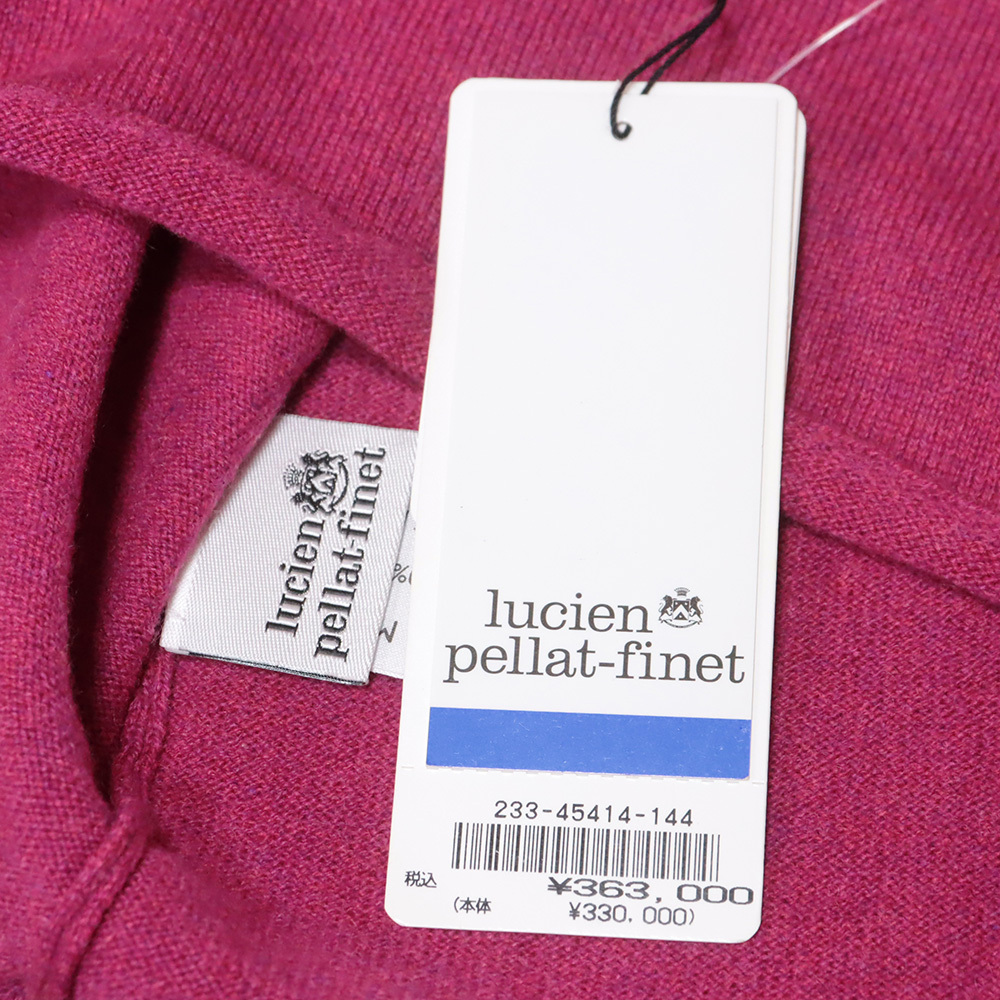 lucien
pellat-finet
%
M
lucien
pellat-finet
233-45414-144
税込 ¥363,000
(本体 ¥330,000)